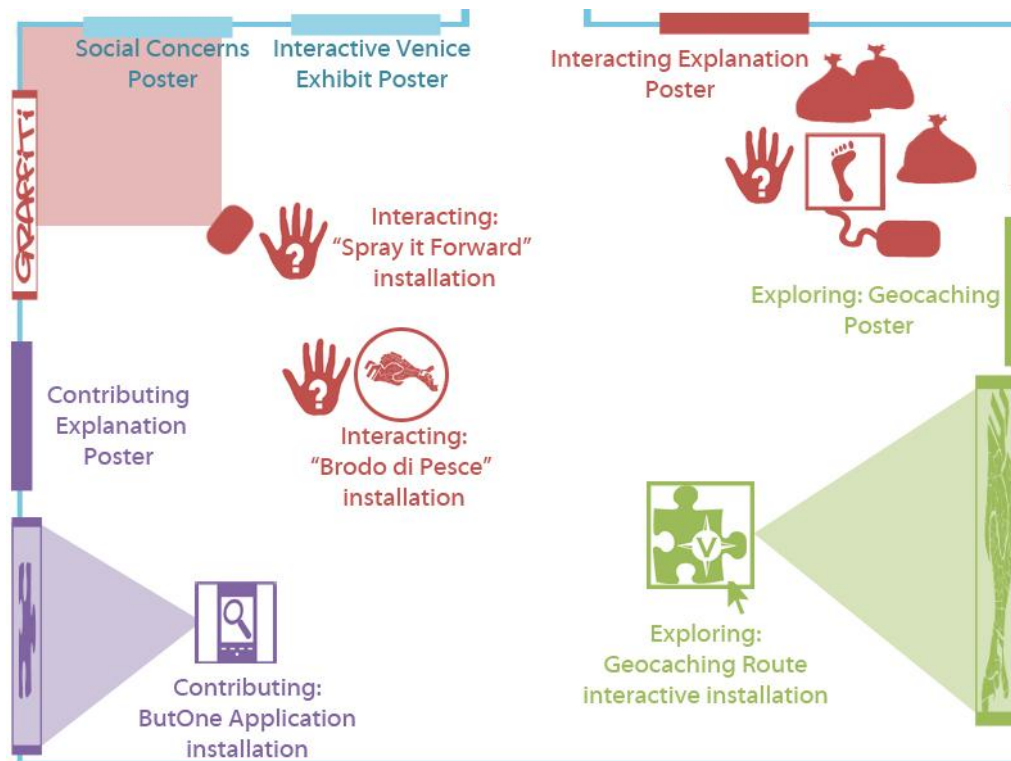 Social Concerns
Poster
Interactive Venice
Exhibit Poster
Interacting Explanation
Poster
GRAFFiTi
?
?
Interacting:
“Spray it Forward”
installation
Exploring: Geocaching
Poster
Contributing
Explanation
Poster
?
Interacting:
“Brodo di Pesce”
installation
V
Exploring:
Geocaching Route
interactive installation
Contributing:
ButOne Application
installation